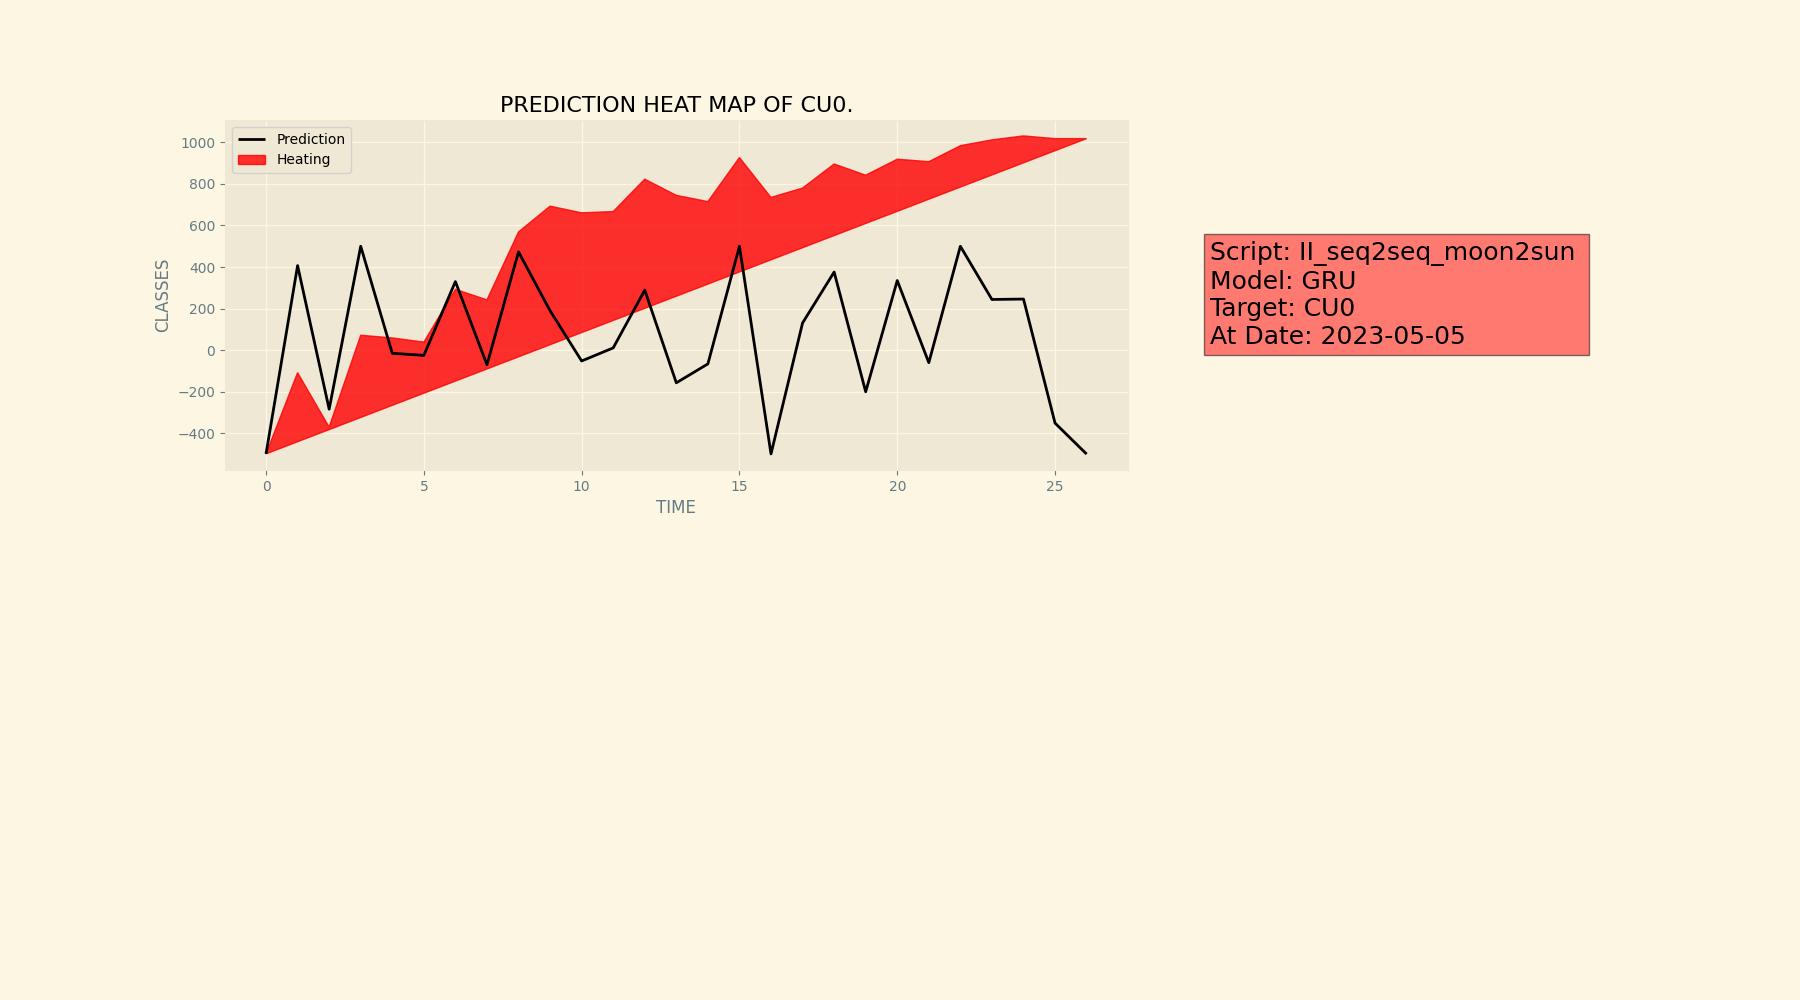 PREDICTION HEAT MAP OF CU0.
Prediction
Heating
1000
800
600
400
200
0
−200
−400
CLASSES
0 5 10 15 20 25
TIME
Script: II_seq2seq_moon2sun
Model: GRU
Target: CU0
At Date: 2023-05-05